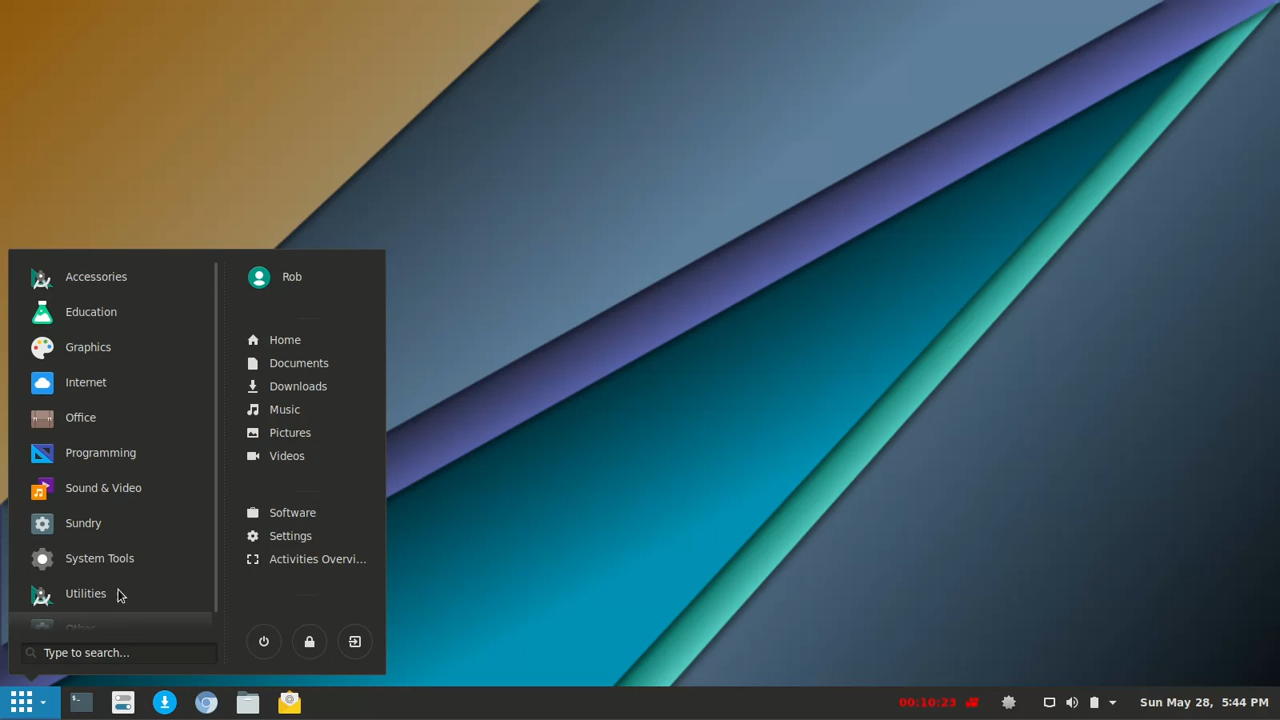 Accessories
Education
Graphics
Internet
Office
Programming
Sound & Video
Sundry
System Tools
Utilities
Other
Type to search...
Rob
Home
Documents
Downloads
Music
Pictures
Videos
Software
Settings
Activities Overvi...
00:10:23
Sun May 28, 5:44 PM